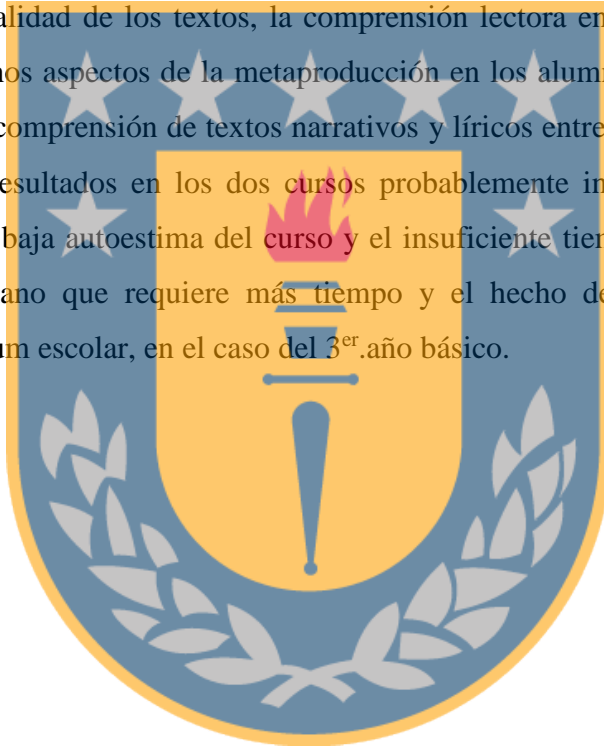 alidad de los textos, la comprensión lectora en
nos aspectos de la metaproducción en los alum
comprensión de textos narrativos y líricos entre
esultados en los dos cursos probablemente in
baja autoestima del curso y el insuficiente tien
ano que requiere más tiempo y el hecho de
um escolar, en el caso del 3er.año básico.